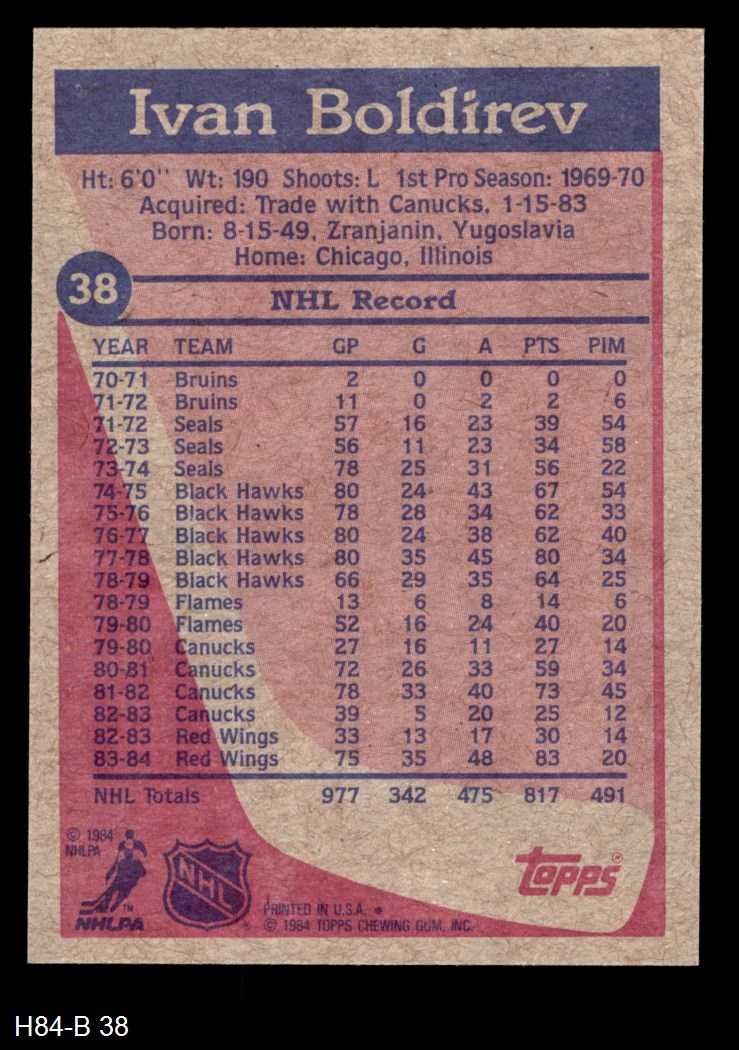 Ivan Boldirev
Ht: 6'0'' Wt: 190 Shoots: L 1st Pro Season: 1969-70
Acquired: Trade with Canucks, 1-15-83
Born: 8-15-49, Zranjanin, Yugoslavia
Home: Chicago, Illinois
38
NHL Record
YEAR TEAM GP G A PTS PIM
70-71 Bruins 2 0 0 0 0
71-72 Bruins 11 0 2 2 6
71-72 Seals 57 16 23 39 54
72-73 Seals 56 11 23 34 58
73-74 Seals 78 25 31 56 22
74-75 Black Hawks 80 24 43 67 54
75-76 Black Hawks 78 28 34 62 33
76-77 Black Hawks 80 24 38 62 40
77-78 Black Hawks 80 35 45 80 34
78-79 Black Hawks 66 29 35 64 25
78-79 Flames 13 6 8 14 6
79-80 Flames 52 16 24 40 20
79-80 Canucks 27 16 11 27 14
80-81 Canucks 72 26 33 59 34
81-82 Canucks 78 33 40 73 45
82-83 Canucks 39 5 20 25 12
82-83 Red Wings 33 13 17 30 14
83-84 Red Wings 75 35 48 83 20
NHL Totals 977 342 475 817 491
© 1984
NHLPA
TM
NHLPA
NHL
®
topps®
PRINTED IN U.S.A. *
© 1984 TOPPS CHEWING GUM, INC.
H84-B 38